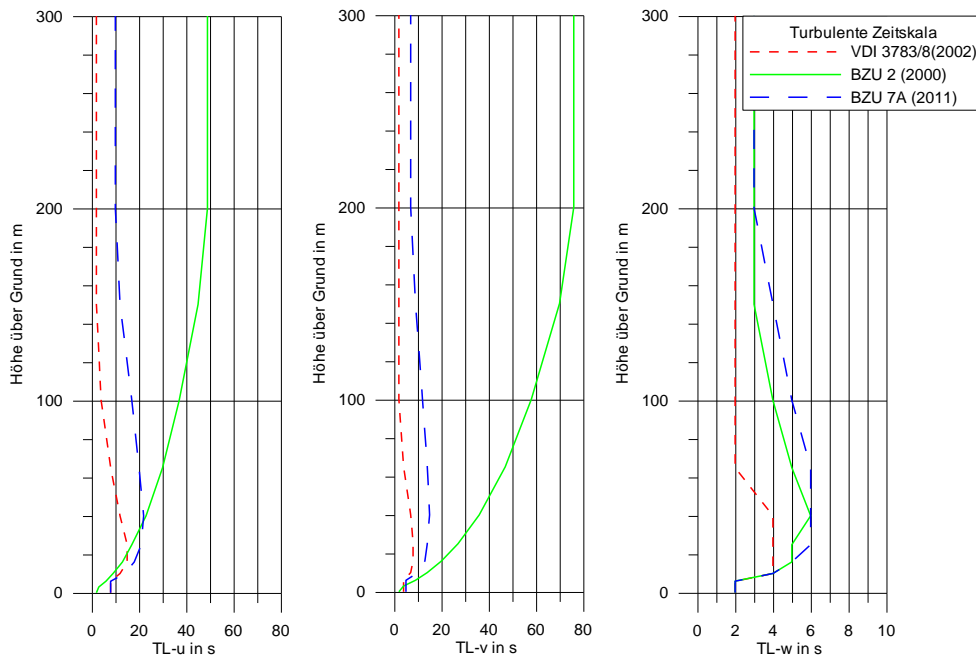 Höhe über Grund in m
300
200
100
0
0 20 40 60 80
TL-u in s
Höhe über Grund in m
300
200
100
0
0 20 40 60 80
TL-v in s
Höhe über Grund in m
300
200
100
0
0 2 4 6 8 10
TL-w in s
Turbulente Zeitskala
VDI 3783/8(2002)
BZU 2 (2000)
BZU 7A (2011)